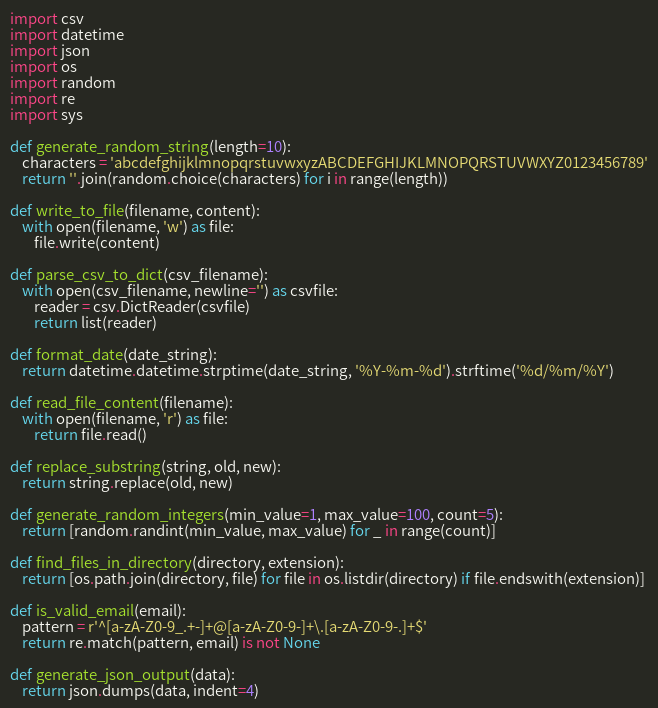 import csv
import datetime
import json
import os
import random
import re
import sys

def generate_random_string(length=10):
    characters = 'abcdefghijklmnopqrstuvwxyzABCDEFGHIJKLMNOPQRSTUVWXYZ0123456789'
    return ''.join(random.choice(characters) for i in range(length))

def write_to_file(filename, content):
    with open(filename, 'w') as file:
        file.write(content)

def parse_csv_to_dict(csv_filename):
    with open(csv_filename, newline='') as csvfile:
        reader = csv.DictReader(csvfile)
        return list(reader)

def format_date(date_string):
    return datetime.datetime.strptime(date_string, '%Y-%m-%d').strftime('%d/%m/%Y')

def read_file_content(filename):
    with open(filename, 'r') as file:
        return file.read()

def replace_substring(string, old, new):
    return string.replace(old, new)

def generate_random_integers(min_value=1, max_value=100, count=5):
    return [random.randint(min_value, max_value) for _ in range(count)]

def find_files_in_directory(directory, extension):
    return [os.path.join(directory, file) for file in os.listdir(directory) if file.endswith(extension)]

def is_valid_email(email):
    pattern = r'^[a-zA-Z0-9_.+-]+@[a-zA-Z0-9-]+\.[a-zA-Z0-9-.]+$'
    return re.match(pattern, email) is not None

def generate_json_output(data):
    return json.dumps(data, indent=4)